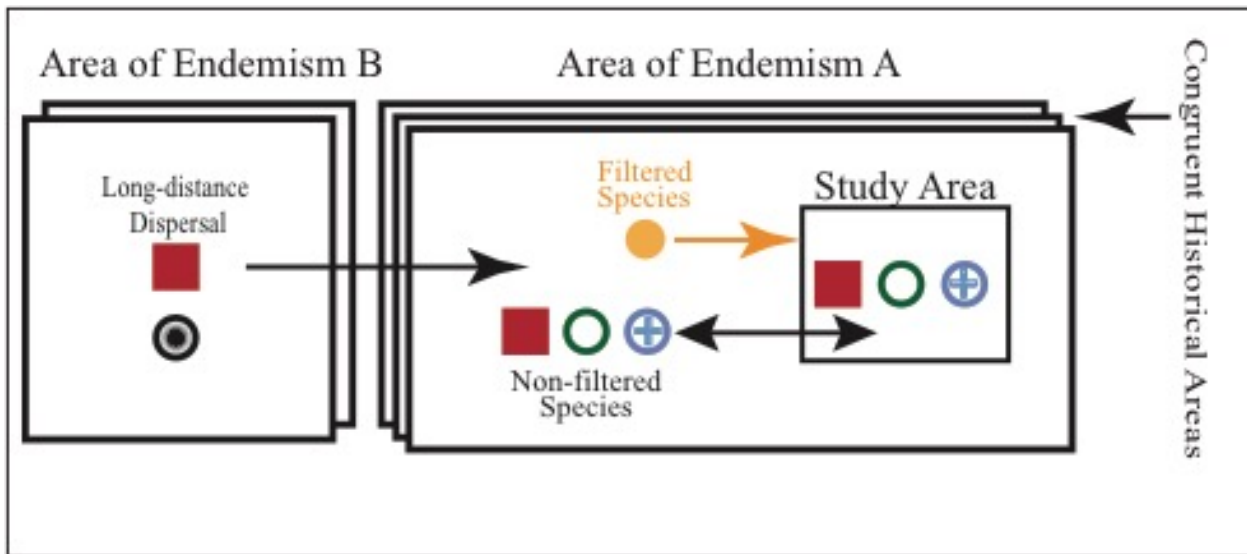 Area of Endemism B
Area of Endemism A
Long-distance
Dispersal
Filtered
Species
Study Area
Non-filtered
Species
Congruent Historical Areas